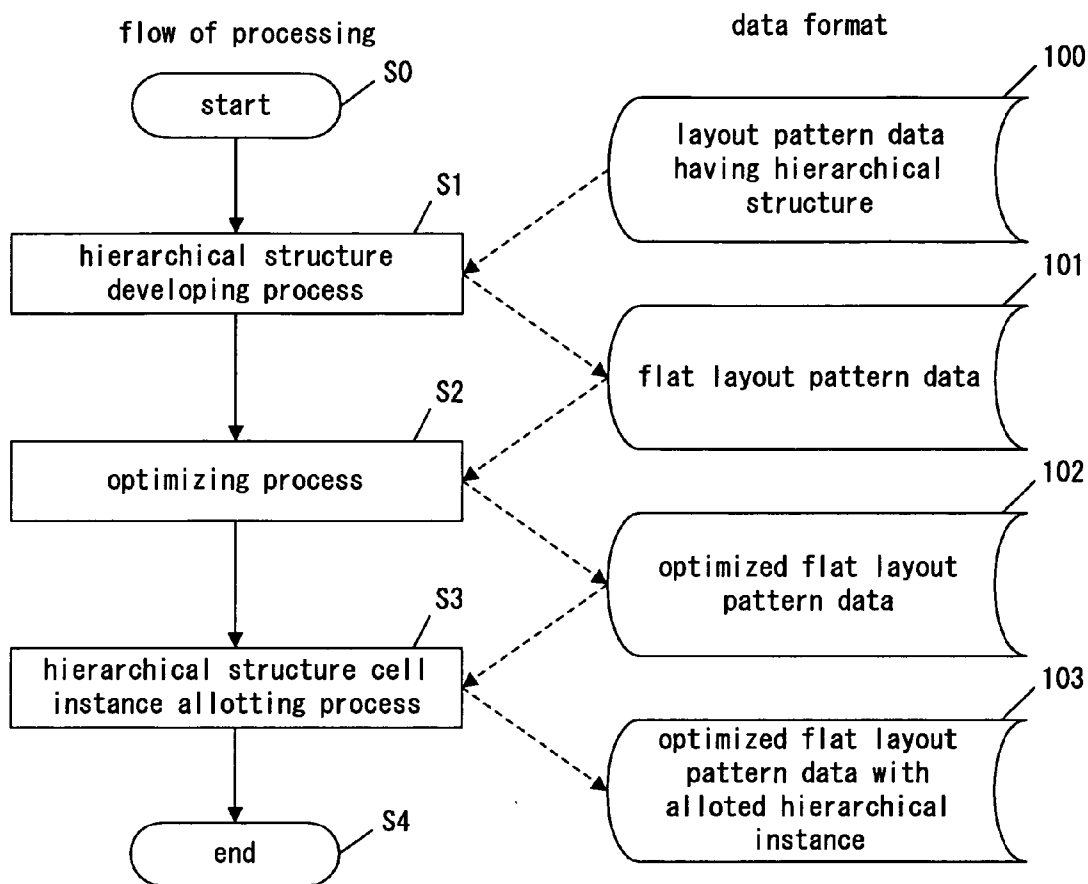 flow of processing
data format
S0
start
100
layout pattern data
having hierarchical
structure
S1
hierarchical structure
developing process
101
flat layout pattern data
S2
optimizing process
102
optimized flat layout
pattern data
S3
hierarchical structure cell
instance allotting process
103
optimized flat layout
pattern data with
alloted hierarchical
instance
S4
end